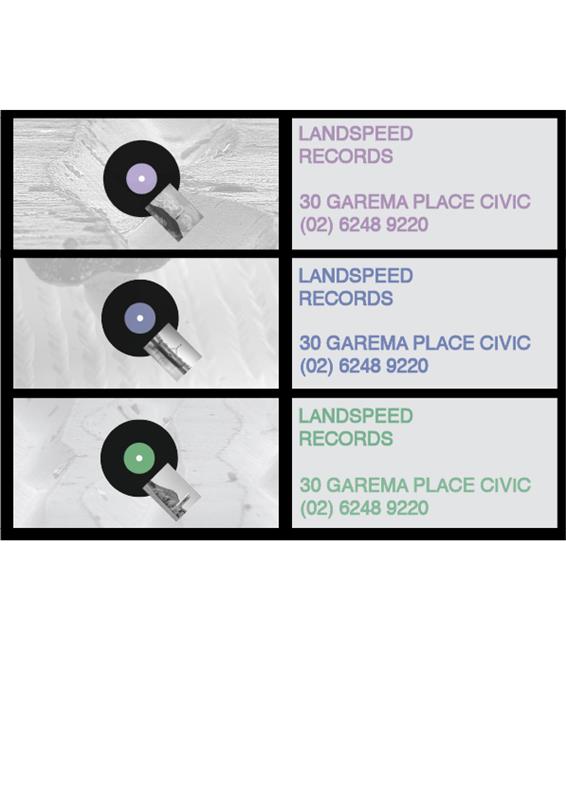 LANDSPEED
RECORDS
30 GAREMA PLACE CIVIC
(02) 6248 9220
LANDSPEED
RECORDS
30 GAREMA PLACE CIVIC
(02) 6248 9220
LANDSPEED
RECORDS
30 GAREMA PLACE CIVIC
(02) 6248 9220